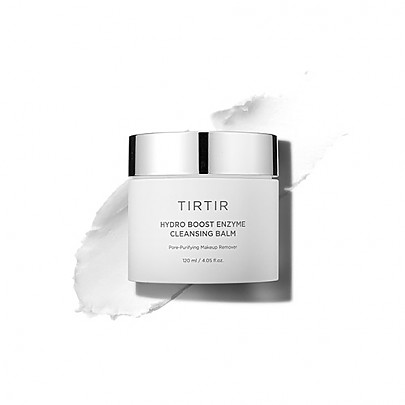 TIRTIR
HYDRO BOOST ENZYME
CLEANSING BALM
Pore-Purifying Makeup Remover
120 ml / 4.05 fl.oz.